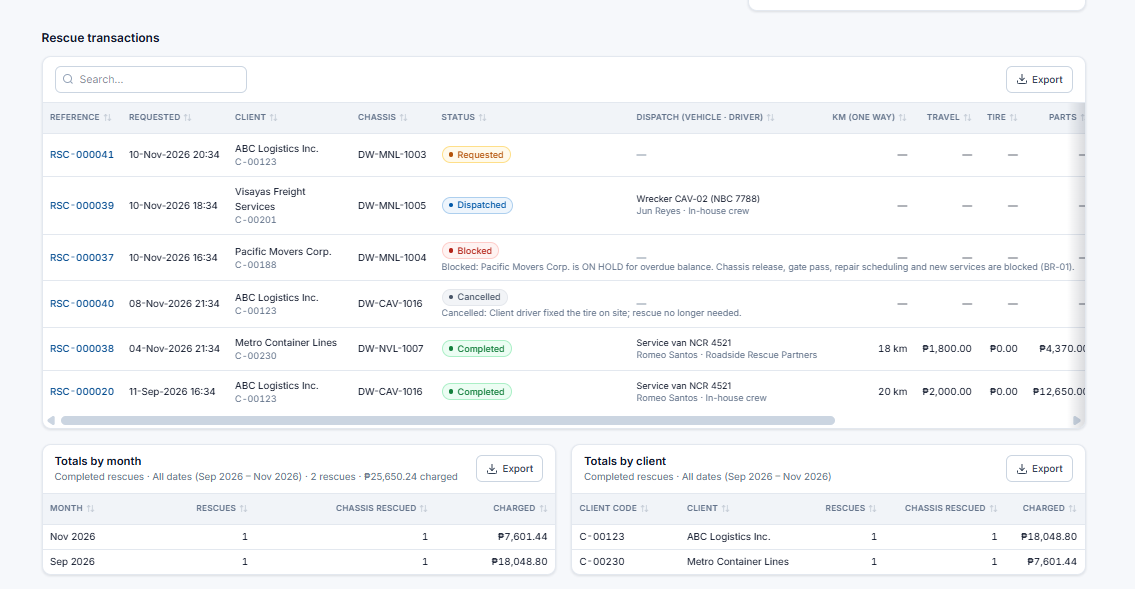 Rescue transactions
Search...
Export
REFERENCE REQUESTED CLIENT CHASSIS STATUS DISPATCH (VEHICLE · DRIVER) KM (ONE WAY) TRAVEL TIRE PARTS
RSC-000041 10-Nov-2026 20:34 ABC Logistics Inc. DW-MNL-1003 Requested — — — — —
C-00123
RSC-000039 10-Nov-2026 18:34 Visayas Freight Services DW-MNL-1005 Dispatched Wrecker CAV-02 (NBC 7788) — — — —
C-00201 Jun Reyes · In-house crew
RSC-000037 10-Nov-2026 16:34 Pacific Movers Corp. DW-MNL-1004 Blocked — — — — —
C-00188 Blocked: Pacific Movers Corp. is ON HOLD for overdue balance. Chassis release, gate pass, repair scheduling and new services are blocked (BR-01).
RSC-000040 08-Nov-2026 21:34 ABC Logistics Inc. DW-CAV-1016 Cancelled — — — — —
C-00123 Cancelled: Client driver fixed the tire on site; rescue no longer needed.
RSC-000038 04-Nov-2026 21:34 Metro Container Lines DW-NVL-1007 Completed Service van NCR 4521 18 km ₱1,800.00 ₱0.00 ₱4,370.00
C-00230 Romeo Santos · Roadside Rescue Partners
RSC-000020 11-Sep-2026 16:34 ABC Logistics Inc. DW-CAV-1016 Completed Service van NCR 4521 20 km ₱2,000.00 ₱0.00 ₱12,650.00
C-00123 Romeo Santos · In-house crew
Totals by month
Completed rescues · All dates (Sep 2026 – Nov 2026) · 2 rescues · ₱25,650.24 charged
Export
MONTH RESCUES CHASSIS RESCUED CHARGED
Nov 2026 1 1 ₱7,601.44
Sep 2026 1 1 ₱18,048.80
Totals by client
Completed rescues · All dates (Sep 2026 – Nov 2026)
Export
CLIENT CODE CLIENT RESCUES CHASSIS RESCUED CHARGED
C-00123 ABC Logistics Inc. 1 1 ₱18,048.80
C-00230 Metro Container Lines 1 1 ₱7,601.44